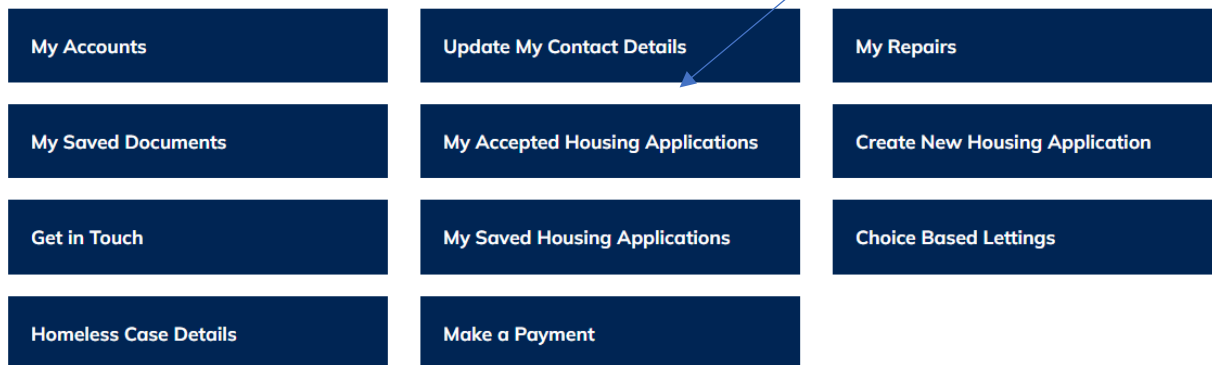 My Accounts
Update My Contact Details
My Repairs
My Saved Documents
My Accepted Housing Applications
Create New Housing Application
Get in Touch
My Saved Housing Applications
Choice Based Lettings
Homeless Case Details
Make a Payment